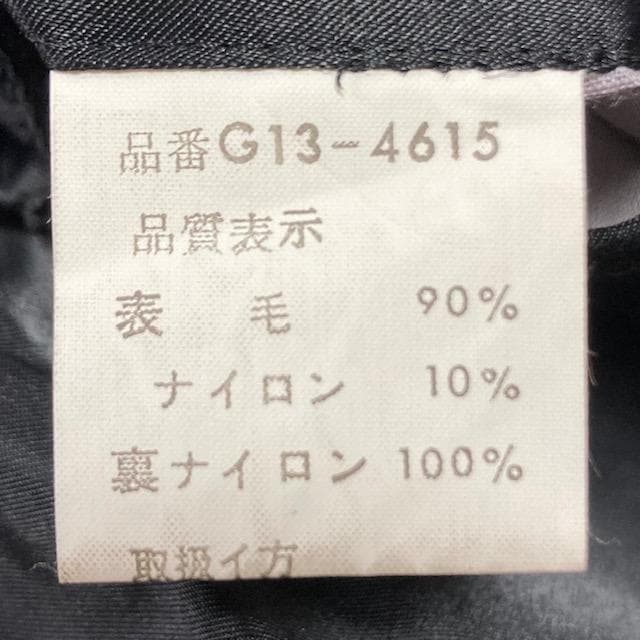 品番G13-4615
品質表示
表 毛 90%
ナイロン 10%
裏ナイロン 100%
取扱イ方